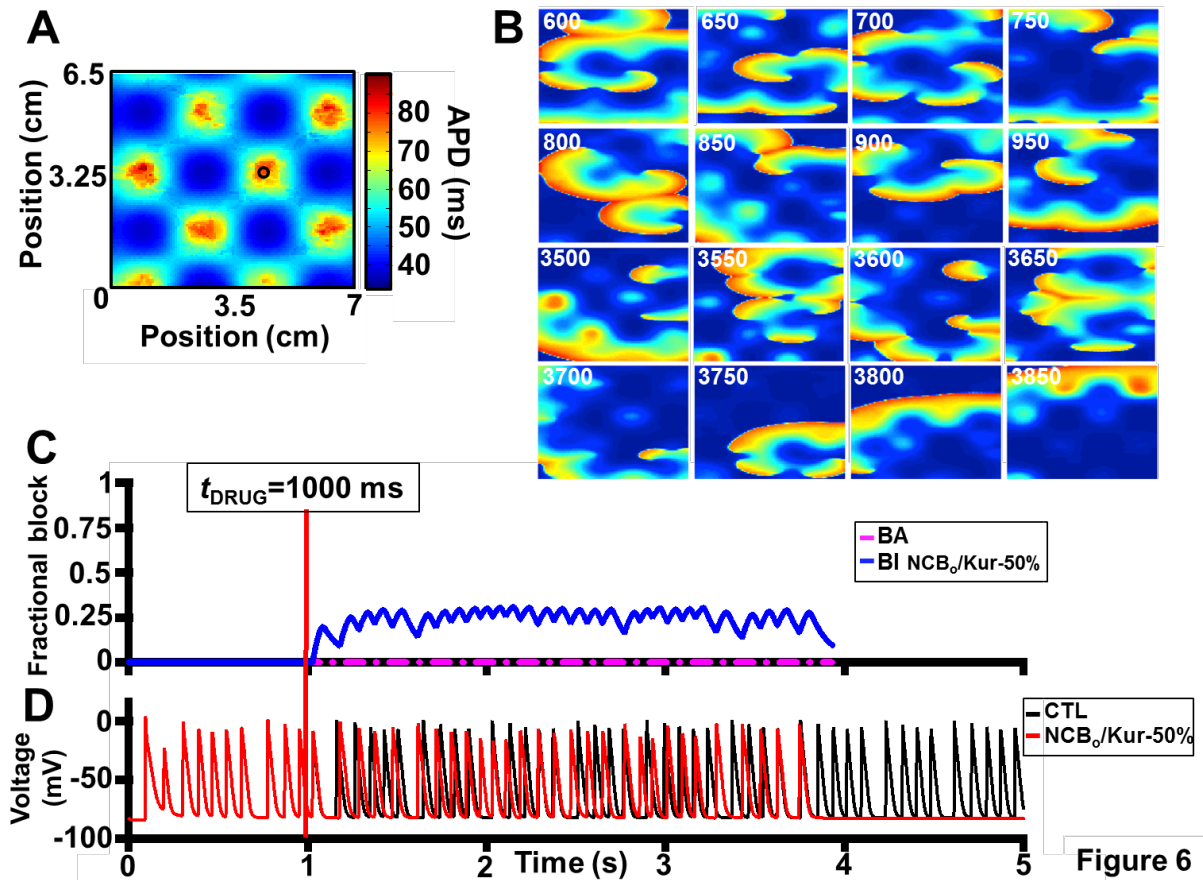 A
6.5
3.25
0
Position (cm)
3.5
7
Position (cm)
80
70
60
50
40
APD (ms)
B
600
650
700
750
800
850
900
950
3500
3550
3600
3650
3700
3750
3800
3850
C
tDRUG=1000 ms
1
0.75
0.5
0.25
0
Fractional block
BA
BI NCBo/Kur-50%
D
0
-50
-100
Voltage
(mV)
CTL
NCBo/Kur-50%
0
1
2
3
4
5
Time (s)
Figure 6